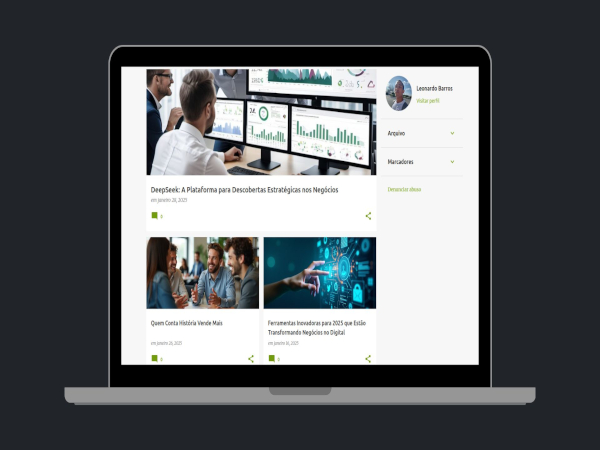 DeepSeek: A Plataforma para Descobertas Estratégicas nos Negócios
em janeiro 28, 2025
0
Quem Conta História Vende Mais
em janeiro 26, 2025
0
Ferramentas Inovadoras para 2025 que Estão
Transformando Negócios no Digital
em janeiro 16, 2025
0
Leonardo Barros
Visitar perfil
Arquivo
Marcadores
Denunciar abuso